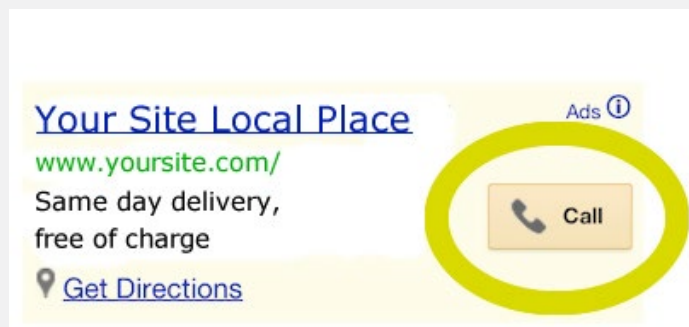 Your Site Local Place
Ads
www.yoursite.com/
Same day delivery,
free of charge
Call
Get Directions